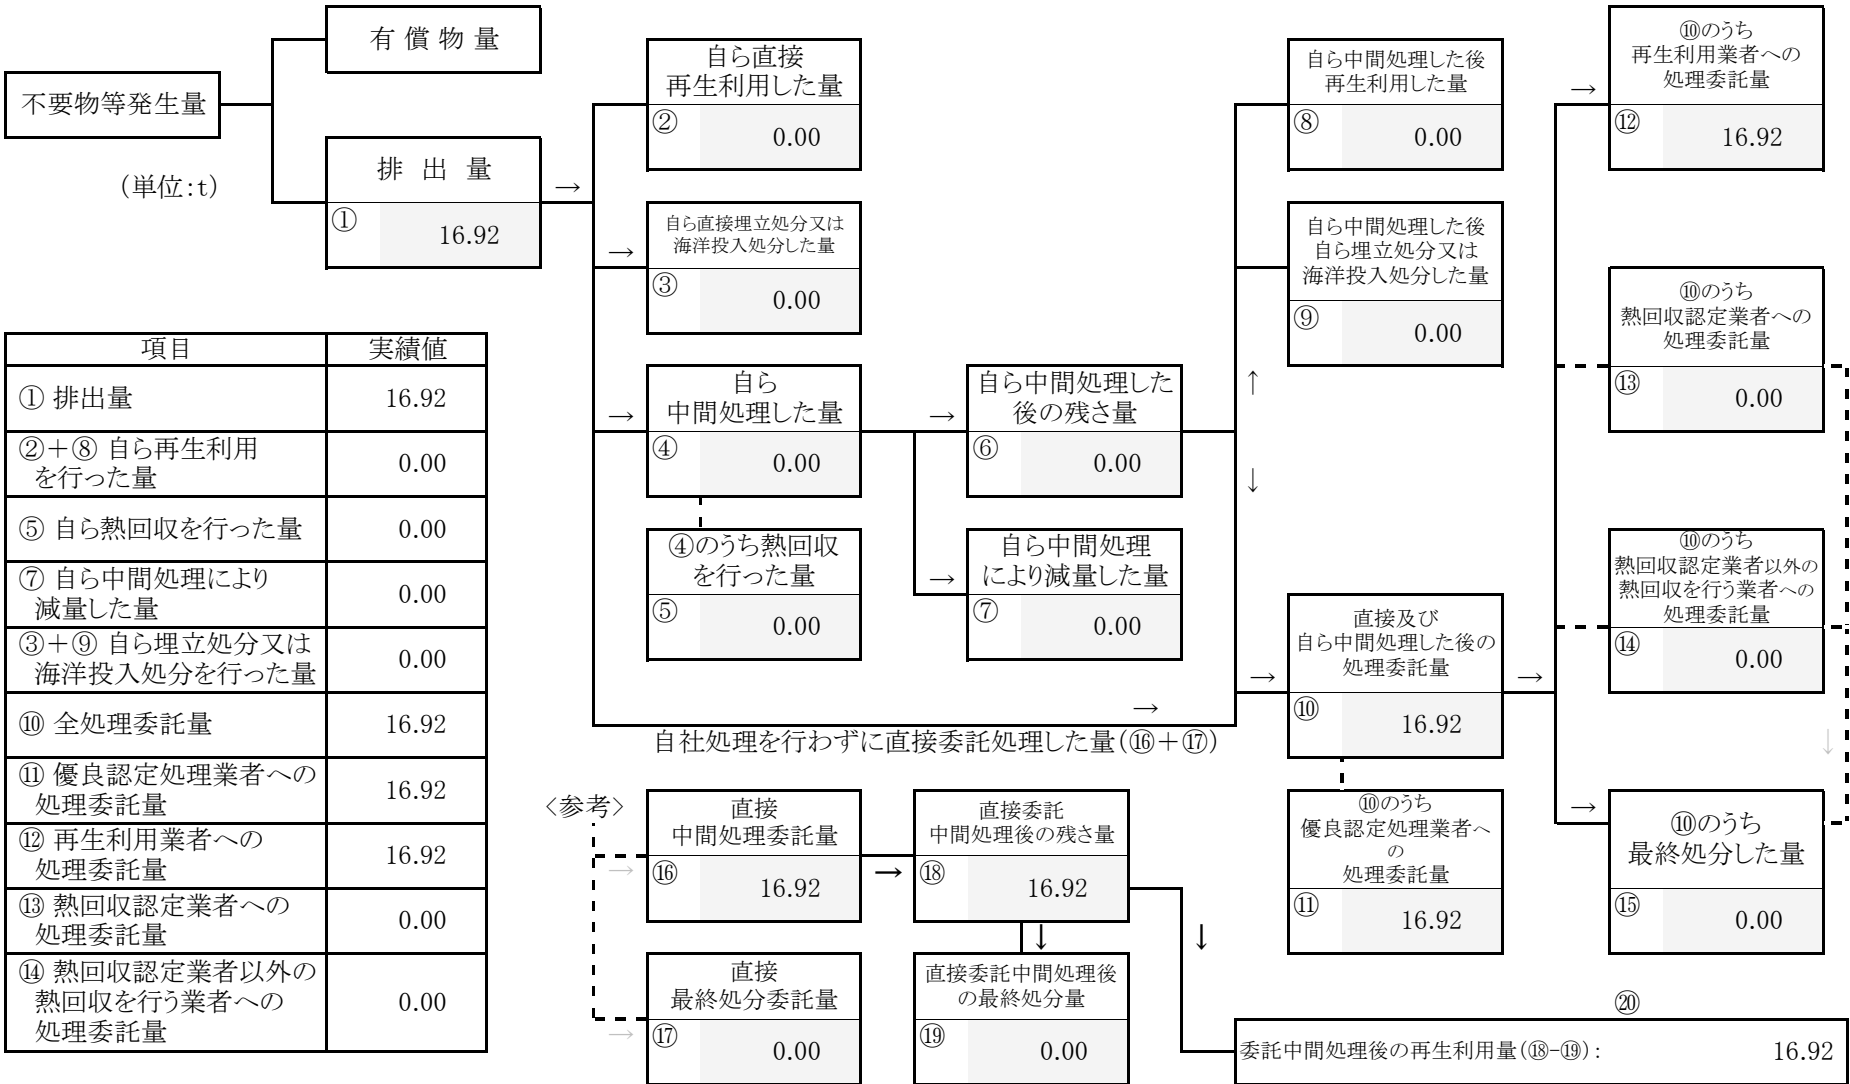 不要物等発生量
(単位:t)
有 償 物 量
排 出 量
①
16.92
→
自ら直接
再生利用した量
②
0.00
→
自ら直接埋立処分又は
海洋投入処分した量
③
0.00
→
自ら
中間処理した量
④
0.00
④のうち熱回収
を行った量
⑤
0.00
→
自ら中間処理した
後の残さ量
⑥
0.00
→
自ら中間処理
により減量した量
⑦
0.00
↑
↓
自ら中間処理した後
再生利用した量
⑧
0.00
自ら中間処理した後
自ら埋立処分又は
海洋投入処分した量
⑨
0.00
→
自社処理を行わずに直接委託処理した量(⑯+⑰)
→
直接及び
自ら中間処理した後の
処理委託量
⑩
16.92
⑩のうち
優良認定処理業者へ
の
処理委託量
⑪
16.92
→
→
⑩のうち
再生利用業者への
処理委託量
⑫
16.92
⑩のうち
熱回収認定業者への
処理委託量
⑬
0.00
⑩のうち
熱回収認定業者以外の
熱回収を行う業者への
処理委託量
⑭
0.00
↓
→
⑩のうち
最終処分した量
⑮
0.00
項目 実績値
① 排出量 16.92
②+⑧ 自ら再生利用
を行った量 0.00
⑤ 自ら熱回収を行った量 0.00
⑦ 自ら中間処理により
減量した量 0.00
③+⑨ 自ら埋立処分又は
海洋投入処分を行った量 0.00
⑩ 全処理委託量 16.92
⑪ 優良認定処理業者への
処理委託量 16.92
⑫ 再生利用業者への
処理委託量 16.92
⑬ 熱回収認定業者への
処理委託量 0.00
⑭ 熱回収認定業者以外の
熱回収を行う業者への
処理委託量 0.00
<参考>
→
直接
中間処理委託量
⑯
16.92
→
直接委託
中間処理後の残さ量
⑱
16.92
→
直接
最終処分委託量
⑰
0.00
↓
直接委託中間処理後
の最終処分量
⑲
0.00
↓
⑳
委託中間処理後の再生利用量(⑱-⑲): 16.92